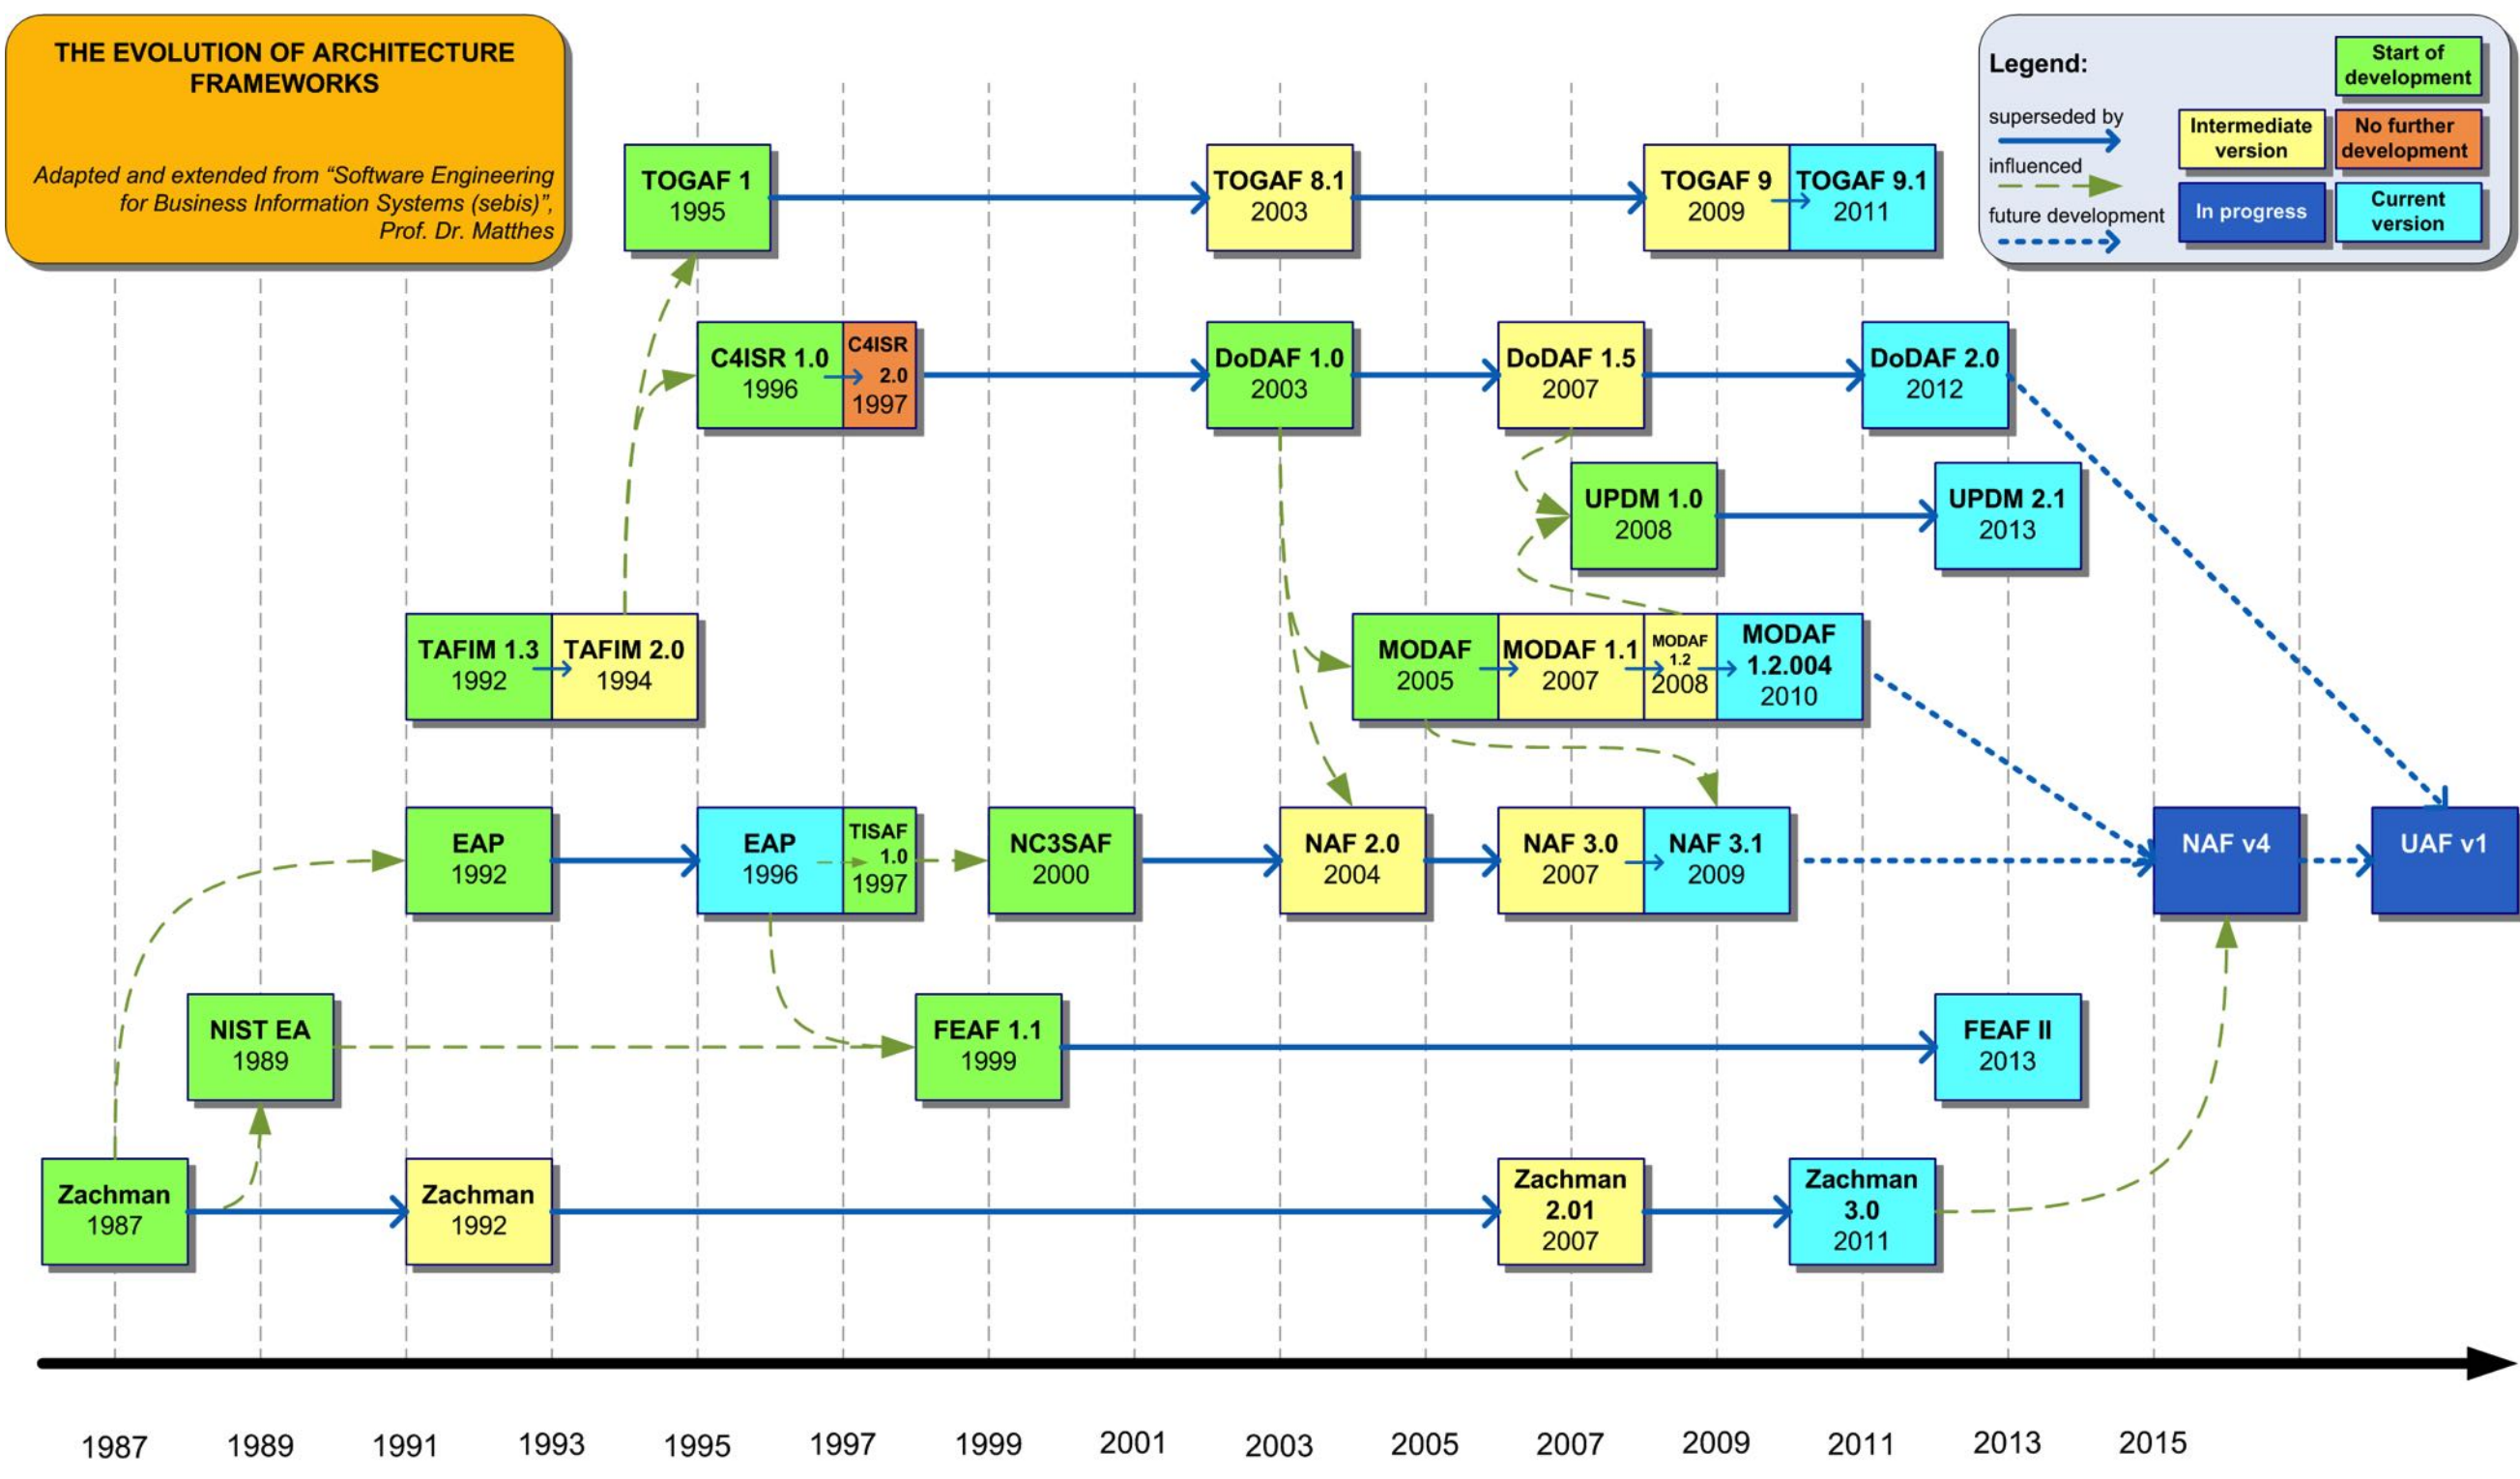 THE EVOLUTION OF ARCHITECTURE
FRAMEWORKS
Adapted and extended from “Software Engineering
for Business Information Systems (sebis)”,
Prof. Dr. Matthes
Legend:
superseded by
influenced
future development
Start of
development
Intermediate
version
No further
development
In progress
Current
version
TOGAF 1
1995
TOGAF 8.1
2003
TOGAF 9
2009
TOGAF 9.1
2011
C4ISR 1.0
1996
C4ISR
2.0
1997
DoDAF 1.0
2003
DoDAF 1.5
2007
DoDAF 2.0
2012
UPDM 1.0
2008
UPDM 2.1
2013
TAFIM 1.3
1992
TAFIM 2.0
1994
MODAF
2005
MODAF 1.1
2007
MODAF
1.2
2008
MODAF
1.2.004
2010
EAP
1992
EAP
1996
TISAF
1.0
1997
NC3SAF
2000
NAF 2.0
2004
NAF 3.0
2007
NAF 3.1
2009
NAF v4
UAF v1
NIST EA
1989
FEAF 1.1
1999
FEAF II
2013
Zachman
1987
Zachman
1992
Zachman
2.01
2007
Zachman
3.0
2011
1987 1989 1991 1993 1995 1997 1999 2001 2003 2005 2007 2009 2011 2013 2015